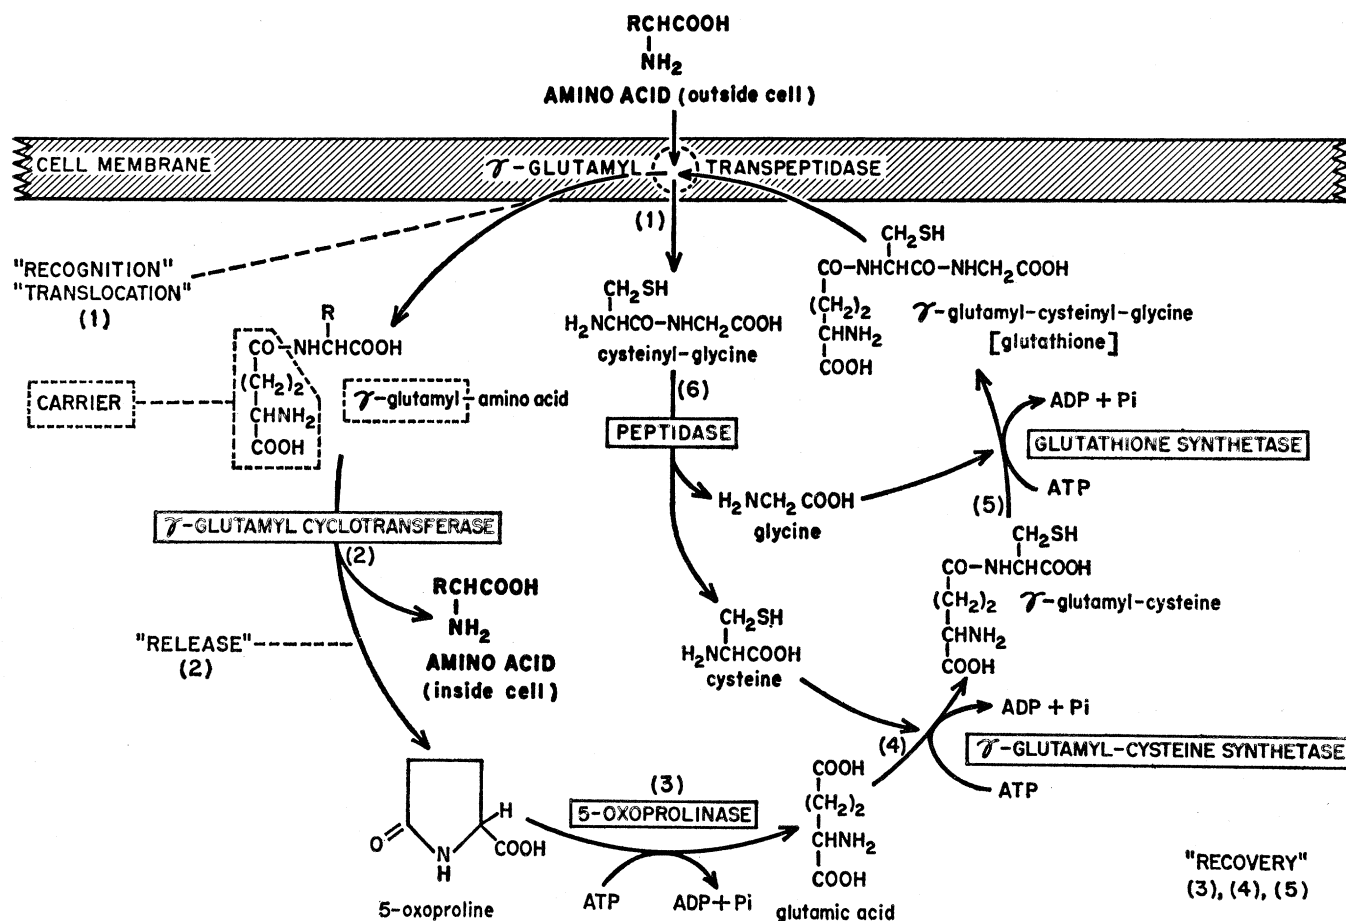 RCHCOOH
NH2
AMINO ACID (outside cell)
CELL MEMBRANE
γ-GLUTAMYL TRANSPEPTIDASE
(1)
"RECOGNITION"
"TRANSLOCATION"
(1)
CH2SH
H2NCHCO-NHCH2COOH
cysteinyl-glycine
(6)
CH2SH
CO-NHCHCO-NHCH2COOH
(CH2)2
CHNH2
COOH
γ-glutamyl-cysteinyl-glycine
[glutathione]
R
CO-NHCHCOOH
(CH2)2
CHNH2
COOH
CARRIER
γ-glutamyl-amino acid
PEPTIDASE
ADP + Pi
GLUTATHIONE SYNTHETASE
ATP
(5)
H2NCH2COOH
glycine
γ-GLUTAMYL CYCLOTRANSFERASE
(2)
RCHCOOH
NH2
AMINO ACID
(inside cell)
"RELEASE"
(2)
CH2SH
H2NCHCOOH
cysteine
CH2SH
CO-NHCHCOOH
(CH2)2
CHNH2
COOH
γ-glutamyl-cysteine
ADP + Pi
(4)
γ-GLUTAMYL-CYSTEINE SYNTHETASE
ATP
O
N
H
H
COOH
5-oxoproline
(3)
5-OXOPROLINASE
ATP
ADP+Pi
COOH
(CH2)2
CHNH2
COOH
glutamic acid
"RECOVERY"
(3), (4), (5)